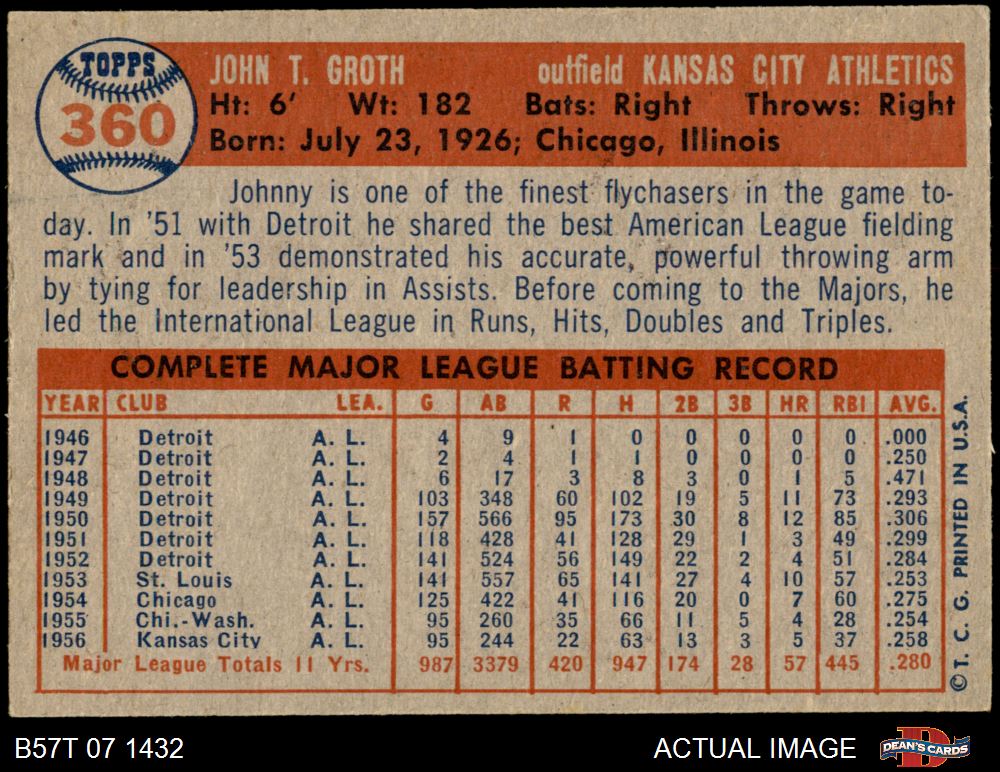 TOPPS
360
JOHN T. GROTH outfield KANSAS CITY ATHLETICS
Ht: 6' Wt: 182 Bats: Right Throws: Right
Born: July 23, 1926; Chicago, Illinois
Johnny is one of the finest flychasers in the game to-
day. In '51 with Detroit he shared the best American League fielding
mark and in '53 demonstrated his accurate, powerful throwing arm
by tying for leadership in Assists. Before coming to the Majors, he
led the International League in Runs, Hits, Doubles and Triples.
COMPLETE MAJOR LEAGUE BATTING RECORD
YEAR CLUB LEA. G AB R H 2B 3B HR RBI AVG.
1946 Detroit A. L. 4 9 1 0 0 0 0 0 .000
1947 Detroit A. L. 2 4 1 1 0 0 0 0 .250
1948 Detroit A. L. 6 17 3 8 3 0 1 5 .471
1949 Detroit A. L. 103 348 60 102 19 5 11 73 .293
1950 Detroit A. L. 157 566 95 173 30 8 12 85 .306
1951 Detroit A. L. 118 428 41 128 29 1 3 49 .299
1952 Detroit A. L. 141 524 56 149 22 2 4 51 .284
1953 St. Louis A. L. 141 557 65 141 27 4 10 57 .253
1954 Chicago A. L. 125 422 41 116 20 0 7 60 .275
1955 Chi.-Wash. A. L. 95 260 35 66 11 5 4 28 .254
1956 Kansas City A. L. 95 244 22 63 13 3 5 37 .258
Major League Totals 11 Yrs. 987 3379 420 947 174 28 57 445 .280
© T. C. G. PRINTED IN U.S.A.
B57T 07 1432 ACTUAL IMAGE DEAN'S CARDS